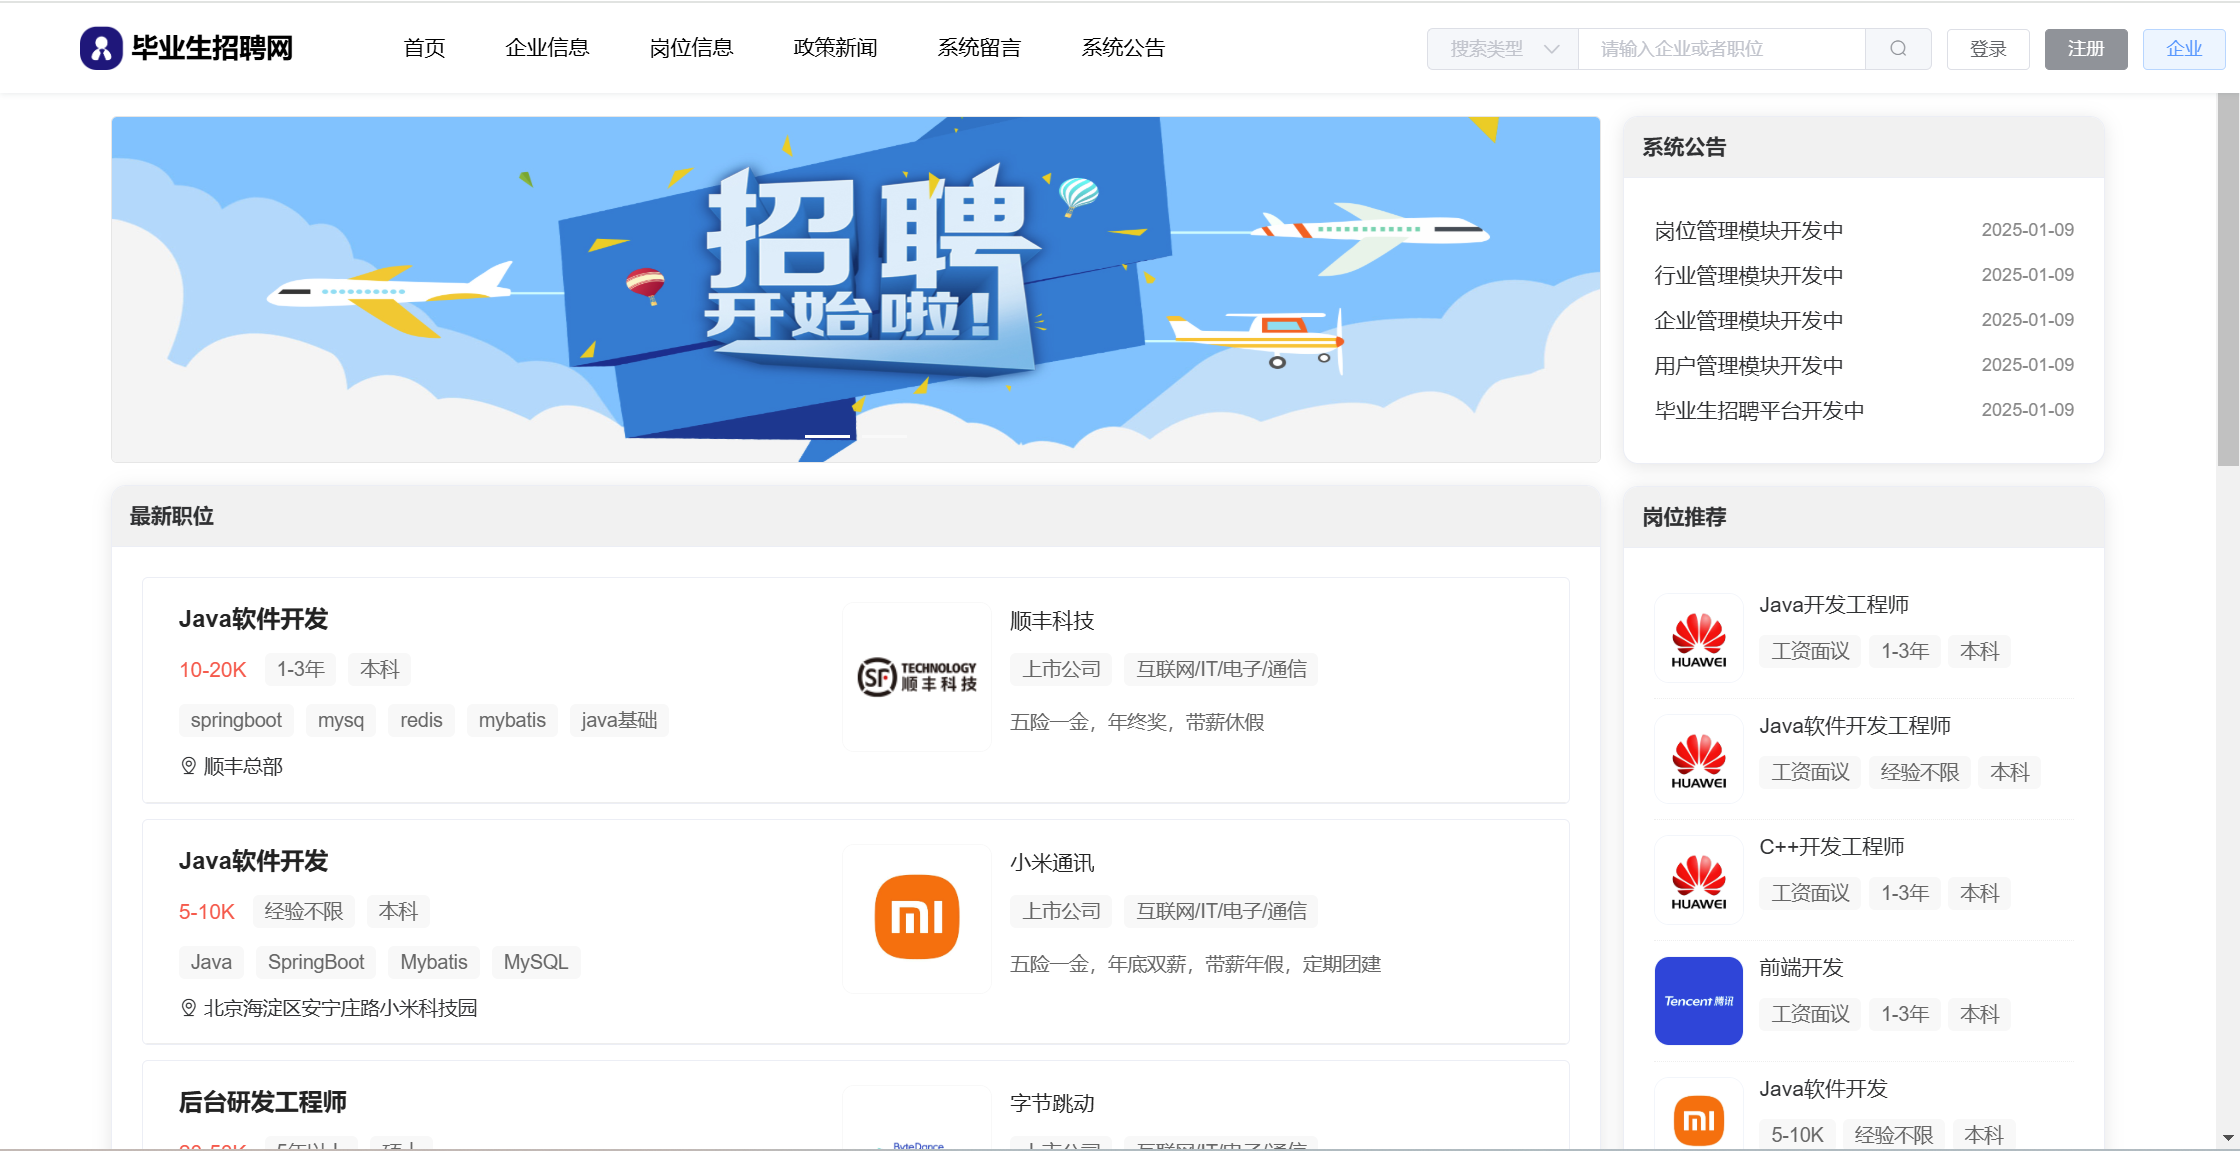 毕业生招聘网 首页 企业信息 岗位信息 政策新闻 系统留言 系统公告 搜索类型 请输入企业或者职位 登录 注册 企业
招聘
开始啦!
系统公告
岗位管理模块开发中 2025-01-09
行业管理模块开发中 2025-01-09
企业管理模块开发中 2025-01-09
用户管理模块开发中 2025-01-09
毕业生招聘平台开发中 2025-01-09
最新职位
Java软件开发
10-20K 1-3年 本科
springboot mysq redis mybatis java基础
顺丰总部
SF TECHNOLOGY
顺丰科技
顺丰科技
上市公司 互联网/IT/电子/通信
五险一金，年终奖，带薪休假
Java软件开发
5-10K 经验不限 本科
Java SpringBoot Mybatis MySQL
北京海淀区安宁庄路小米科技园
mi
小米通讯
上市公司 互联网/IT/电子/通信
五险一金，年底双薪，带薪年假，定期团建
后台研发工程师
ByteDance
字节跳动
上市公司 互联网/IT/电子/通信
岗位推荐
HUAWEI
Java开发工程师
工资面议 1-3年 本科
HUAWEI
Java软件开发工程师
工资面议 经验不限 本科
HUAWEI
C++开发工程师
工资面议 1-3年 本科
Tencent 腾讯
前端开发
工资面议 1-3年 本科
mi
Java软件开发
5-10K 经验不限 本科